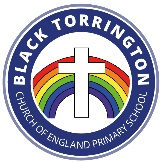 BLACK TORRINGTON
CHURCH OF ENGLAND PRIMARY SCHOOL